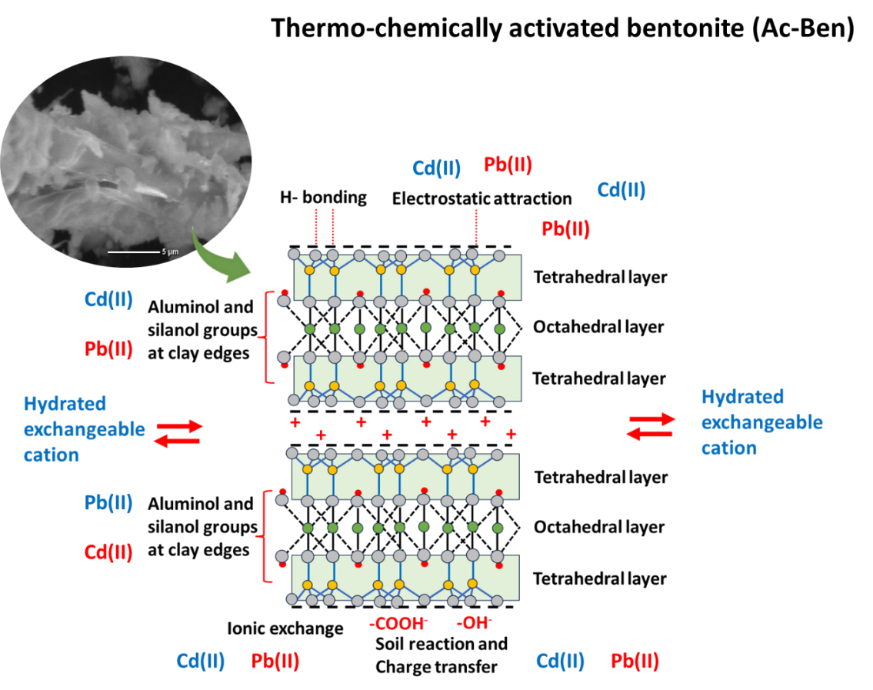 Thermo-chemically activated bentonite (Ac-Ben)
5 µm
Cd(II) Pb(II)
H- bonding
Electrostatic attraction
Cd(II)
Pb(II)
Tetrahedral layer
Cd(II)
Aluminol and
silanol groups
at clay edges
Pb(II)
Octahedral layer
Tetrahedral layer
Hydrated
exchangeable
cation
+ + + + + + + + +
Hydrated
exchangeable
cation
Tetrahedral layer
Pb(II)
Aluminol and
silanol groups
at clay edges
Cd(II)
Octahedral layer
Tetrahedral layer
Ionic exchange
-COOH⁻ -OH⁻
Soil reaction and
Charge transfer
Cd(II) Pb(II)
Cd(II) Pb(II)